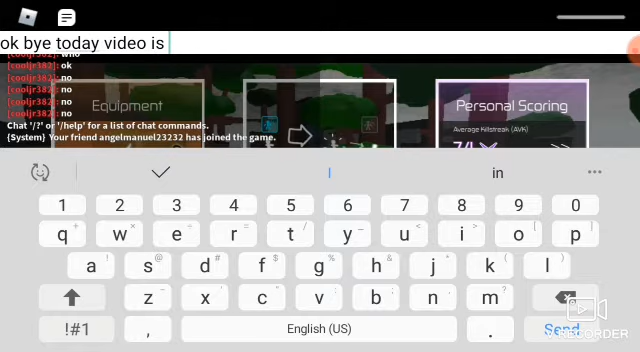 ok bye today video is
[cooljr382]: who
[cooljr382]: ok
[cooljr382]: no
[cooljr382]: no
[cooljr382]: no
[cooljr382]: no
Chat '/?' or '/help' for a list of chat commands.
{System} Your friend angelmanuel23232 has joined the game.
Equipment
Personal Scoring
Average Killstreak (AVK)
I in
1 2 3 4 5 6 7 8 9 0
q w e r t y u i o p
a s d f g h j k l
z x c v b n m
!#1 , English (US) . Send
V.RECORDER